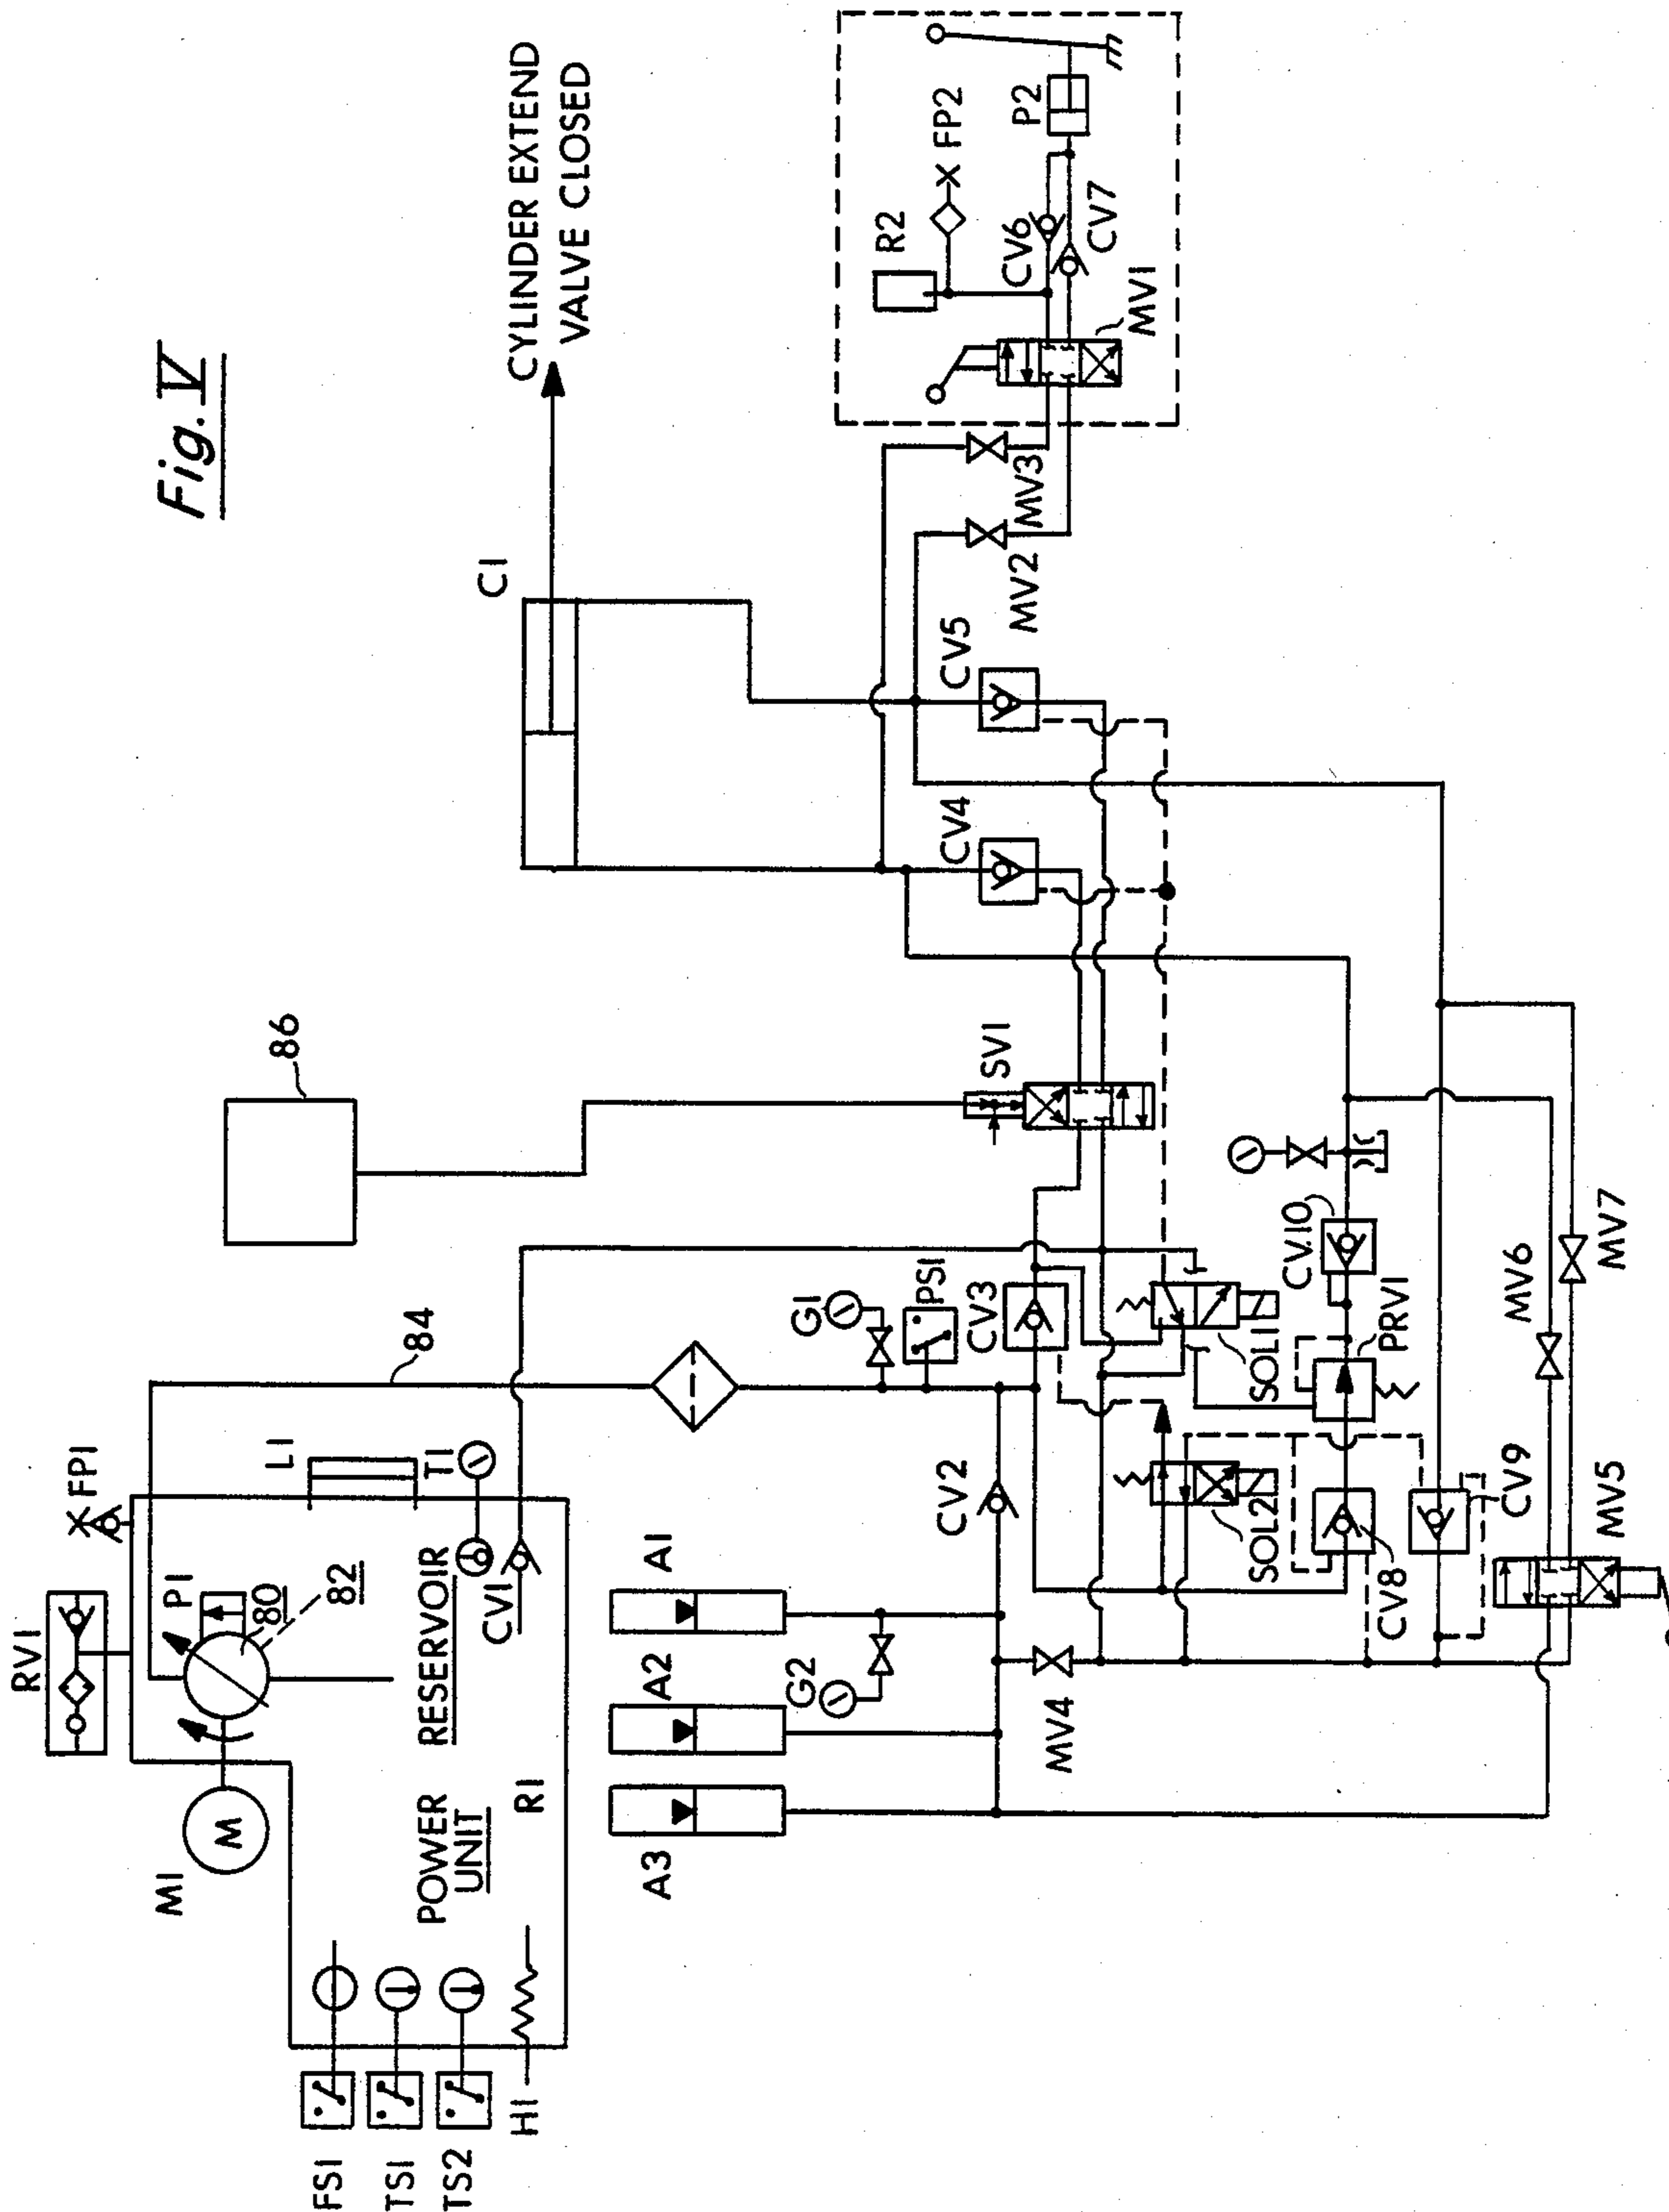 Fig. V
CYLINDER EXTEND
VALVE CLOSED
C1
R2
FP2
P2
CV6
CV7
MV1
MV3
MV2
CV5
CV4
86
SV1
84
G1
PS1
CV3
SOL1
CV10
PRV1
MV6
MV7
FP1
L1
T1
RV1
P1
80
82
RESERVOIR
CV1
M1
M
POWER
UNIT
R1
FS1
TS1
TS2
H1
A1
A2
A3
G2
CV2
MV4
SOL2
CV8
CV9
MV5